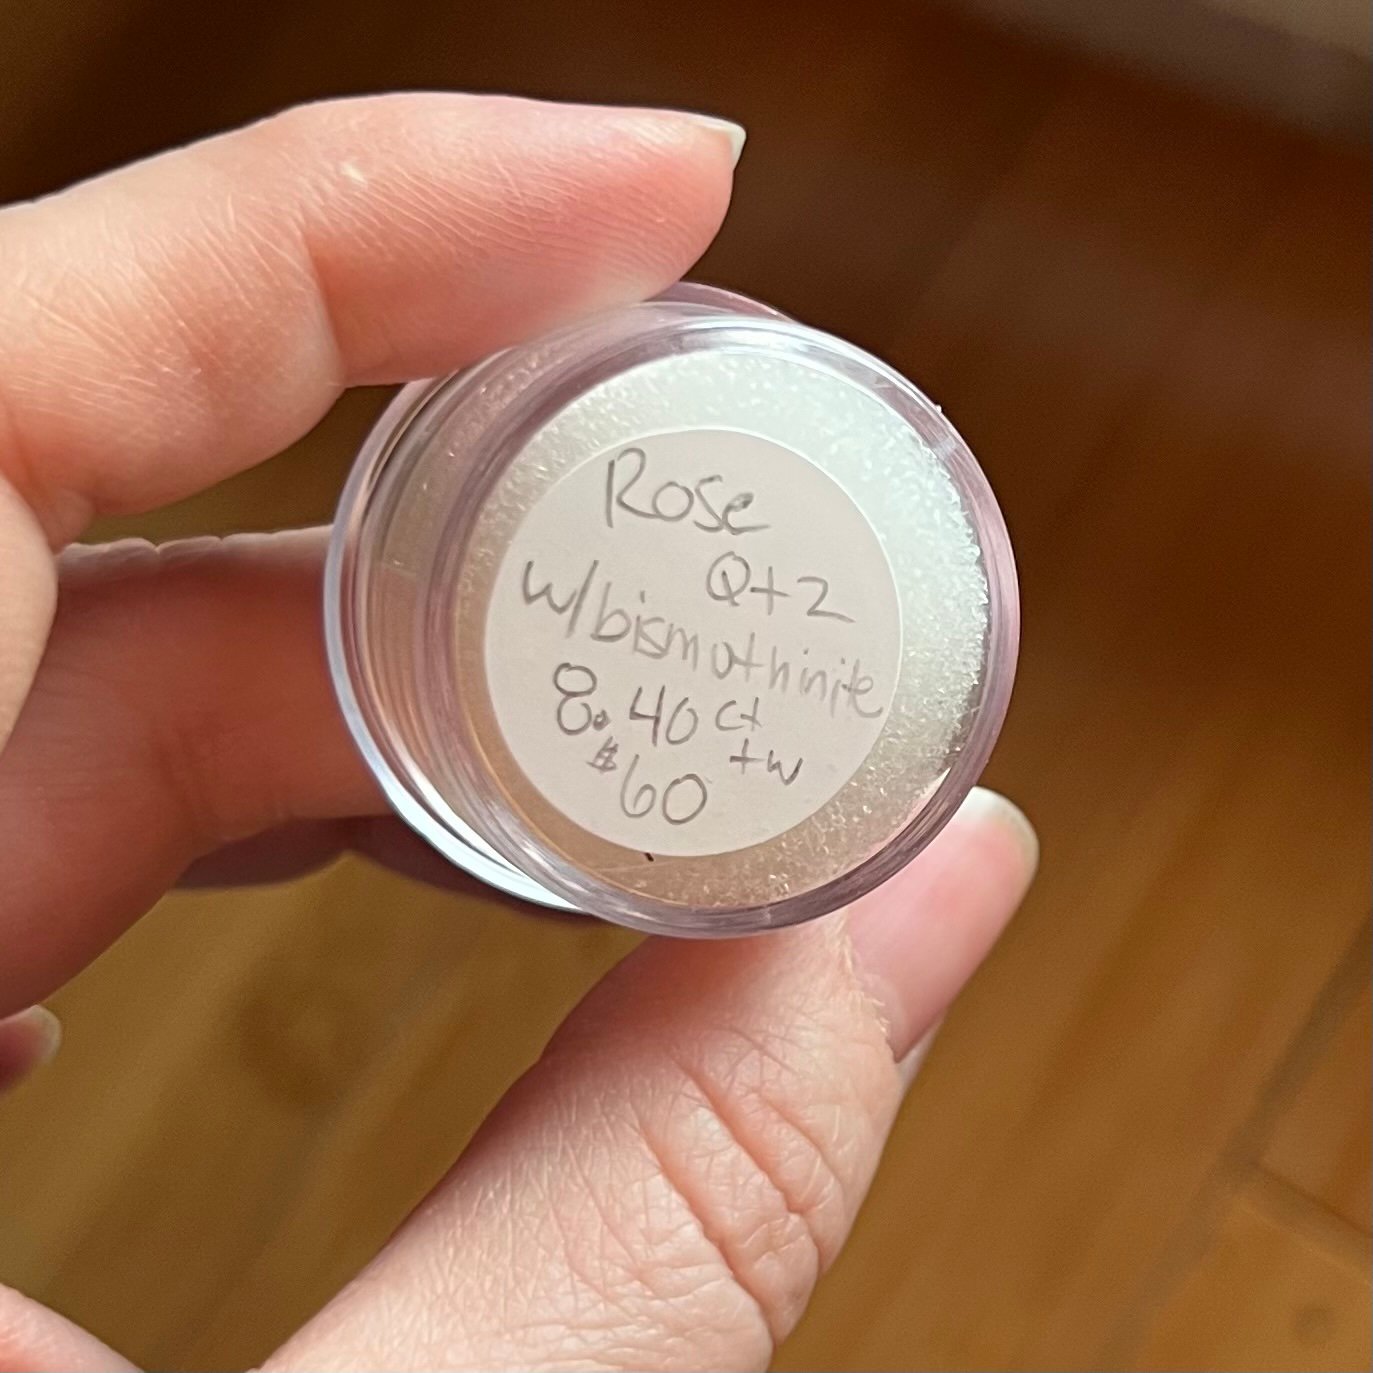 Rose
Qtz
w/bismuthinite
8.40 ct
tw
$60